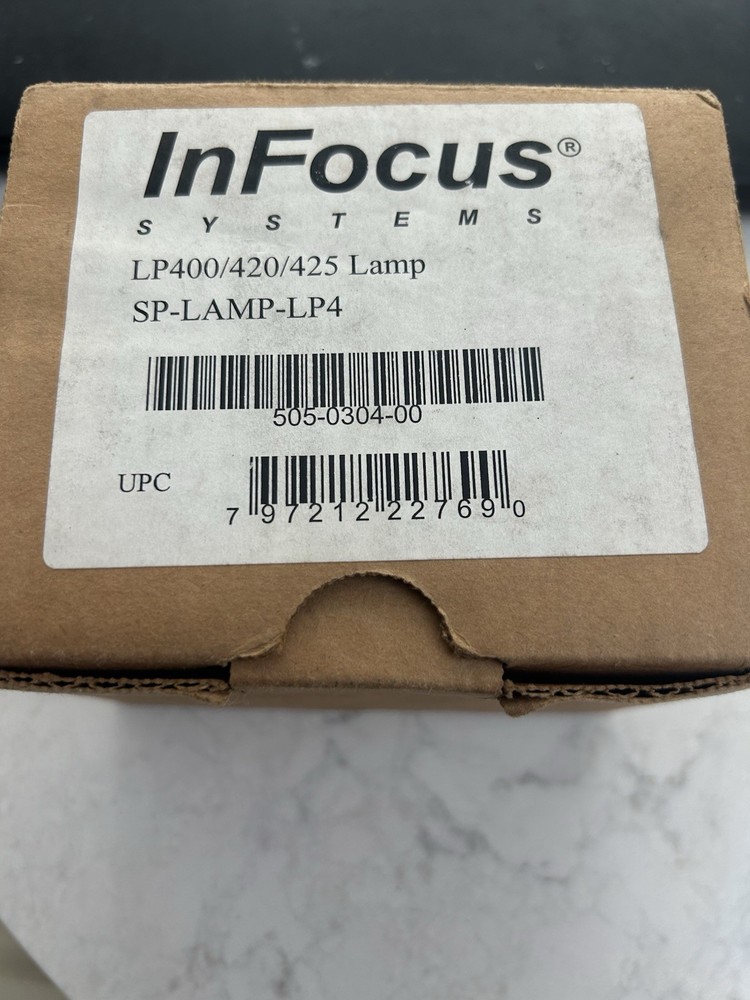 InFocus®
SYSTEMS
LP400/420/425 Lamp
SP-LAMP-LP4
505-0304-00
UPC
7 97212 22769 0